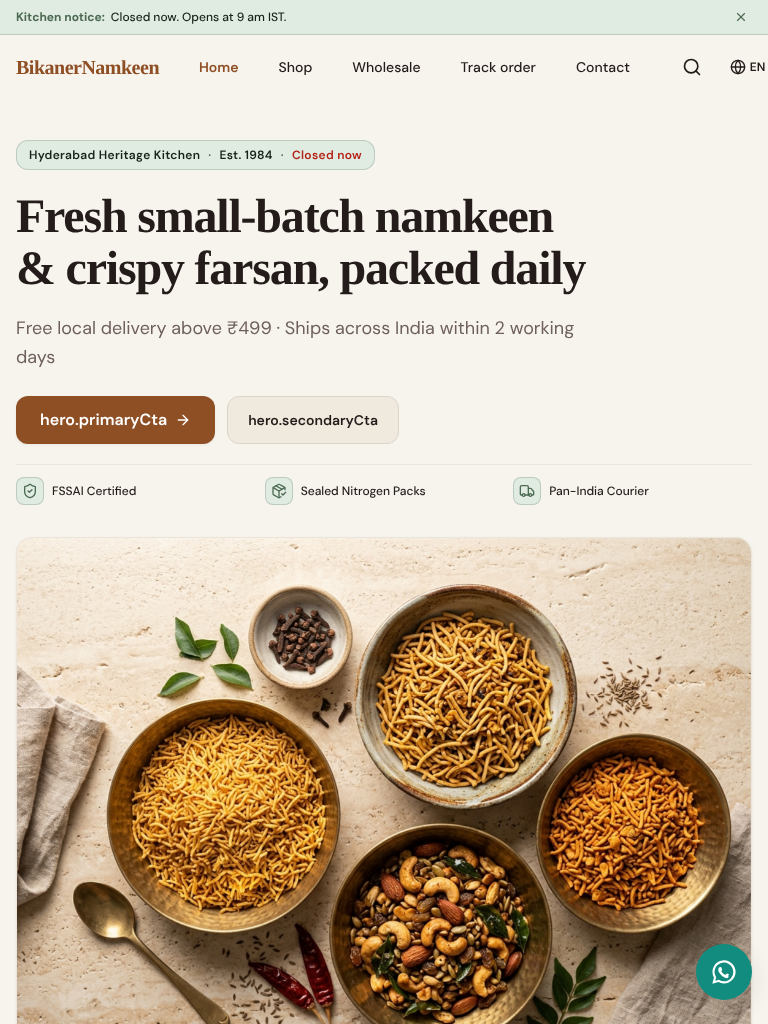 Kitchen notice: Closed now. Opens at 9 am IST.
BikanerNamkeen Home Shop Wholesale Track order Contact EN
Hyderabad Heritage Kitchen · Est. 1984 · Closed now
Fresh small-batch namkeen
& crispy farsan, packed daily
Free local delivery above ₹499 · Ships across India within 2 working
days
hero.primaryCta → hero.secondaryCta
FSSAI Certified Sealed Nitrogen Packs Pan-India Courier